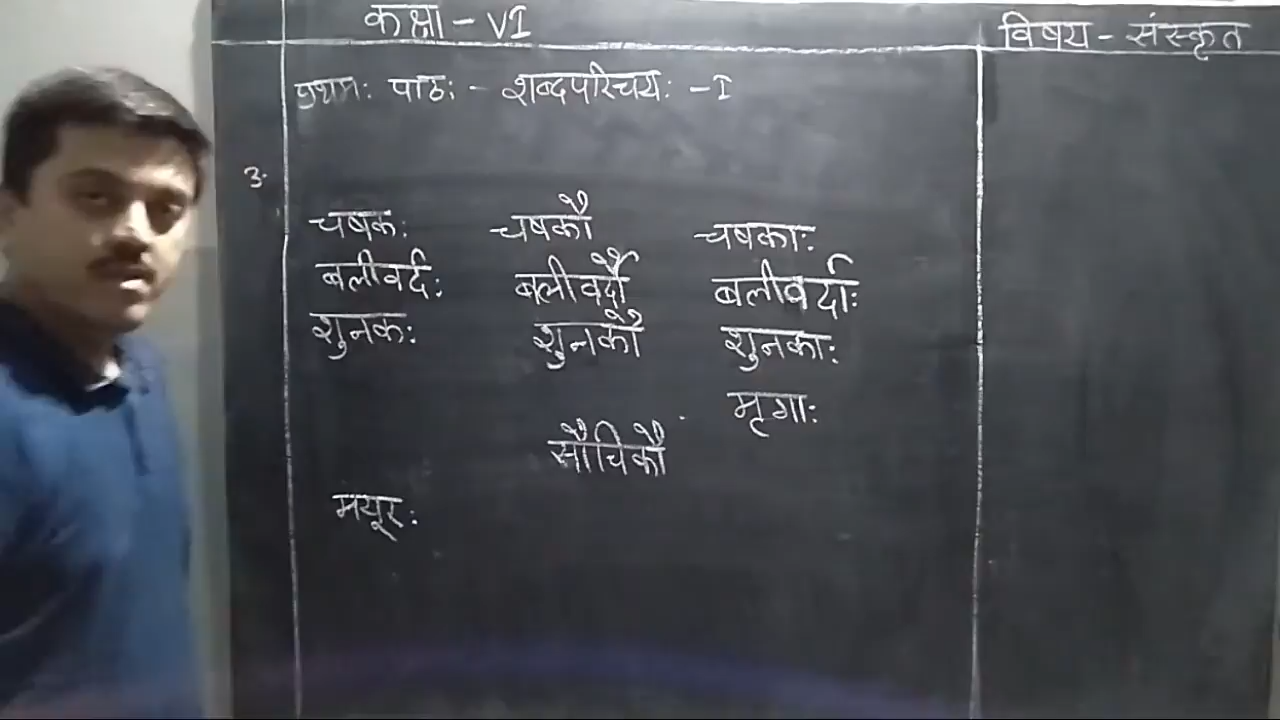 कक्षा - VI
विषय - संस्कृत
प्रथमः पाठः - शब्दपरिचयः - I
3.
चषकः चषकौ चषकाः
बलीवर्दः बलीवर्दौ बलीवर्दाः
शुनकः शुनकौ शुनकाः
मृगाः
सौचिकौ
मयूरः